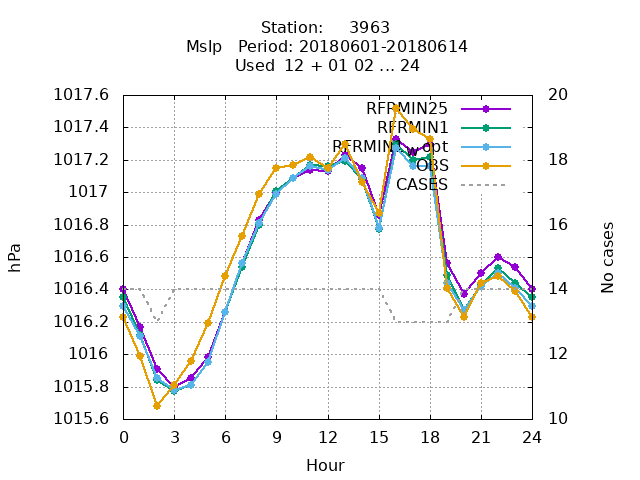 Station: 3963
Mslp Period: 20180601-20180614
Used 12 + 01 02 ... 24
1017.6
1017.4
1017.2
1017
1016.8
1016.6
1016.4
1016.2
1016
1015.8
1015.6
20
18
16
14
12
10
RFRMIN25
RFRMIN1
OBS
CASES
hPa
No cases
0 3 6 9 12 15 18 21 24
Hour